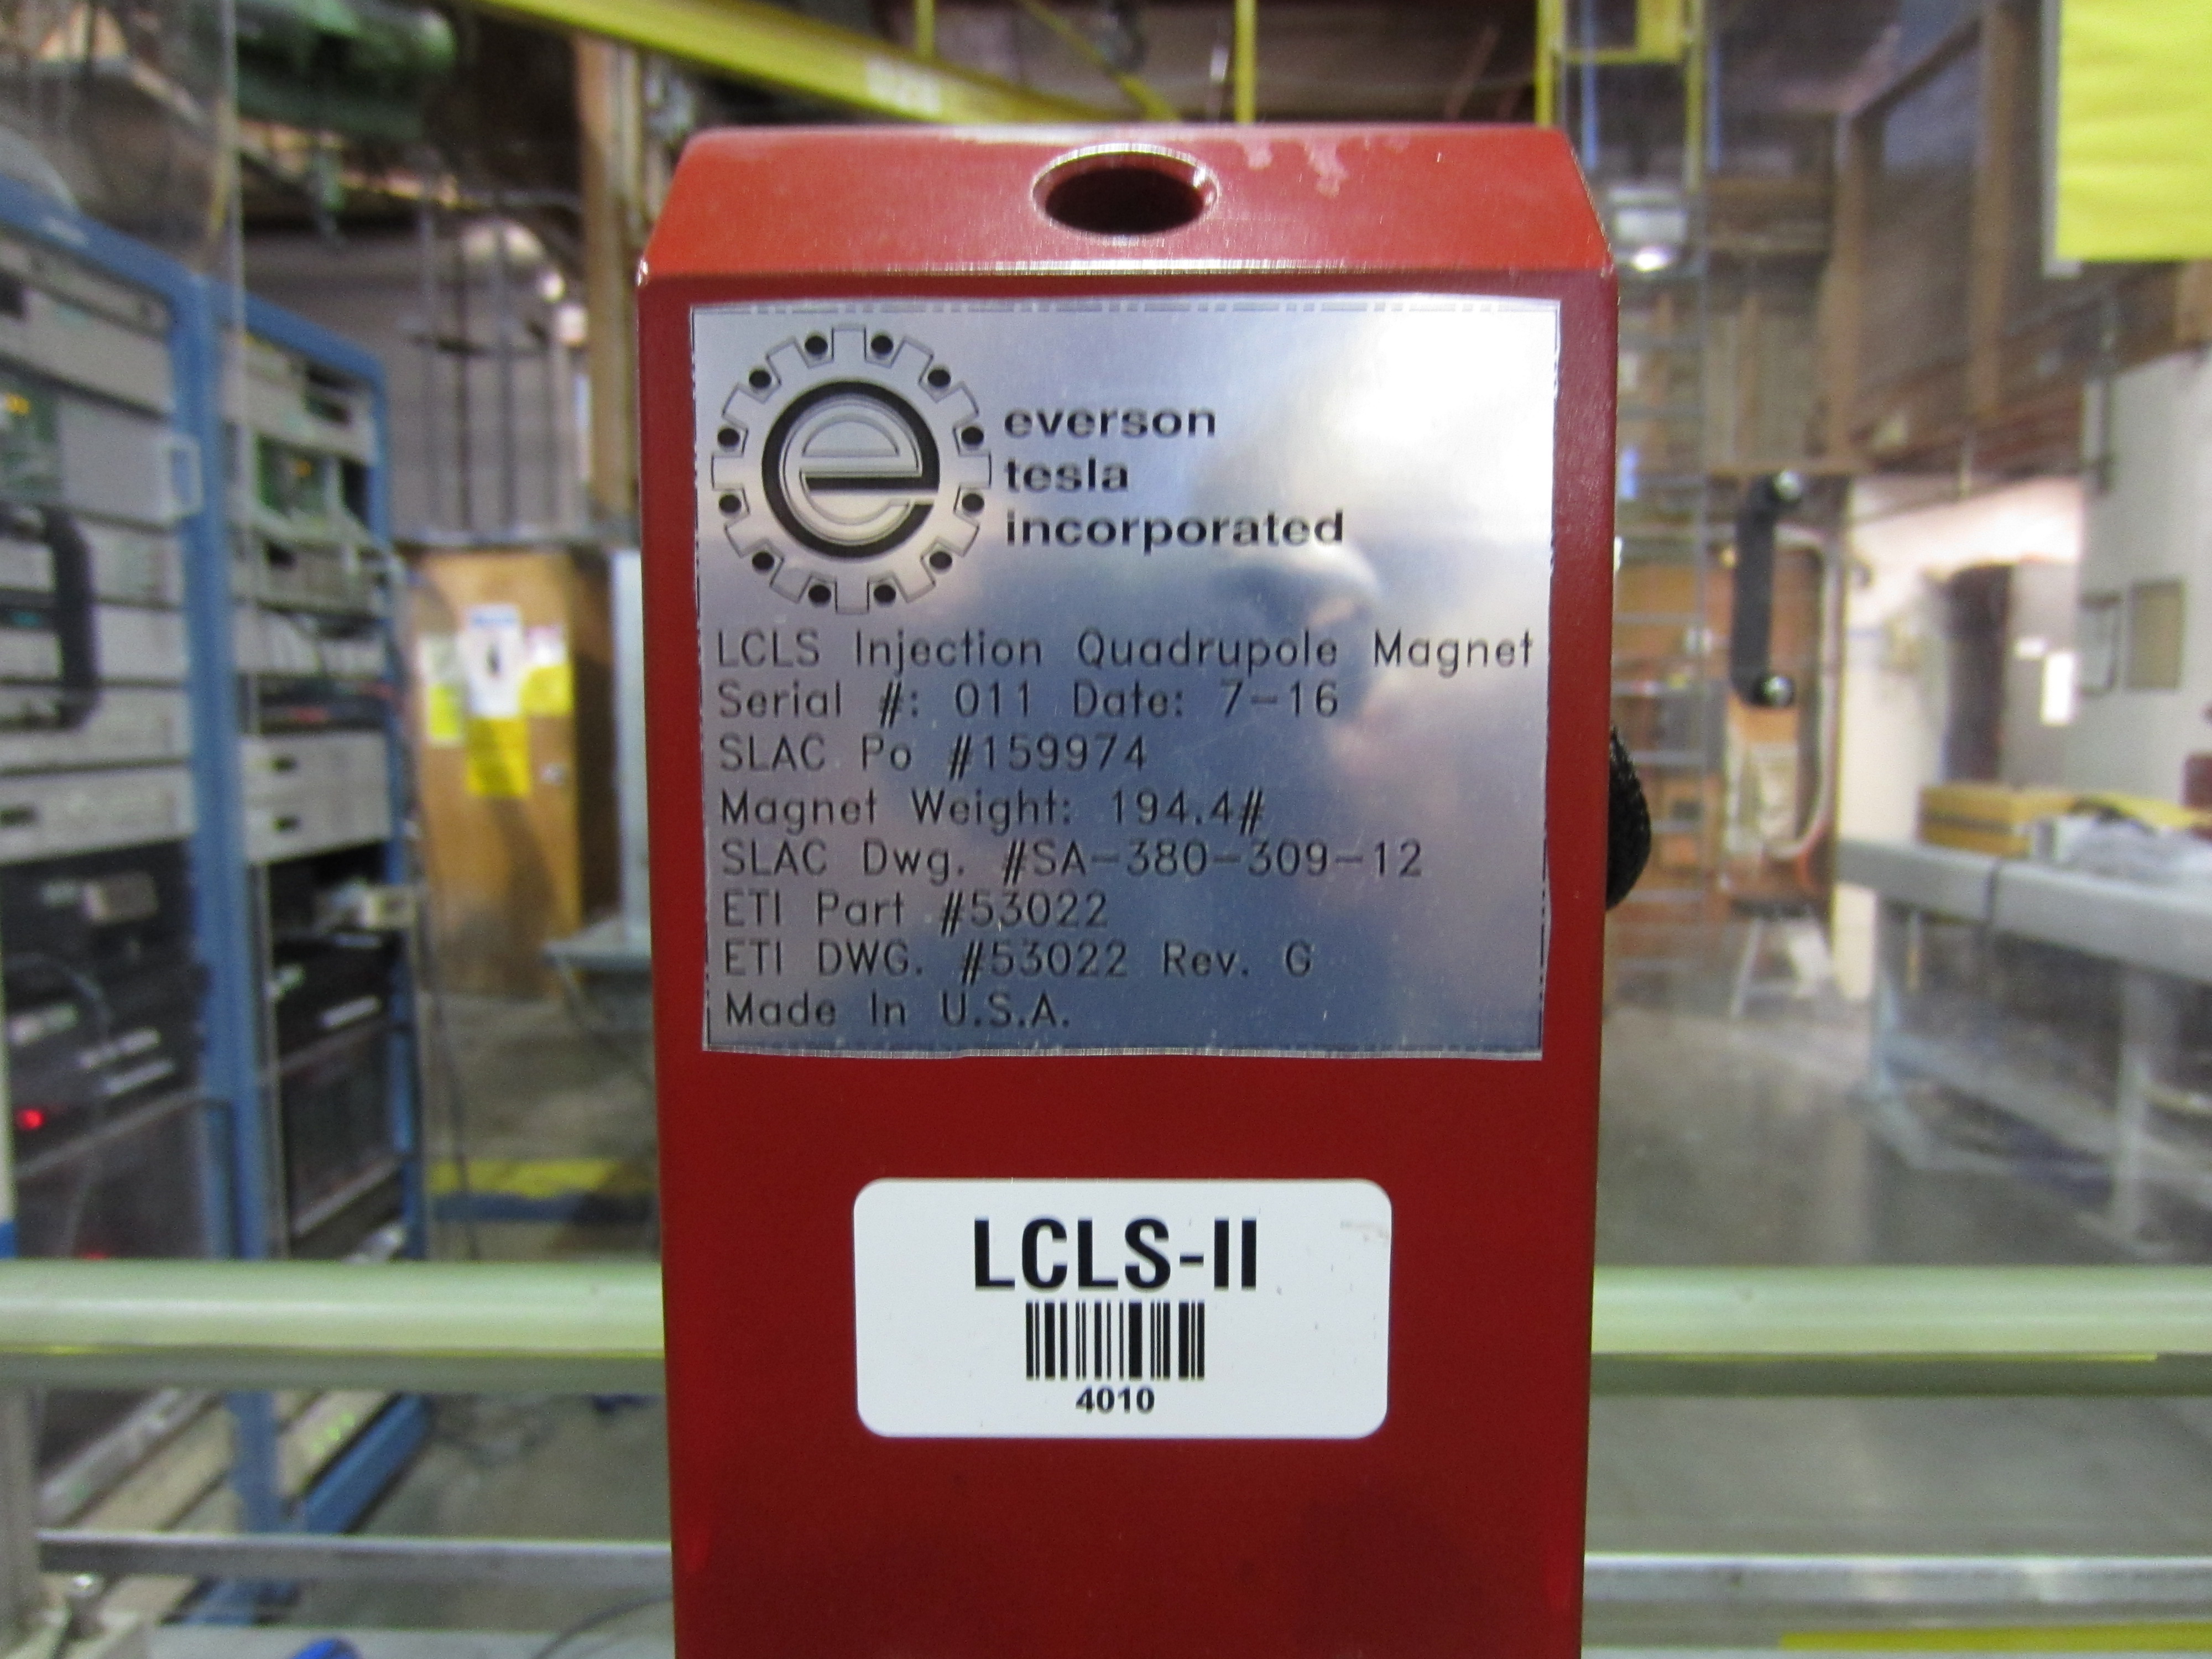 everson
tesla
incorporated
LCLS Injection Quadrupole Magnet
Serial #: 011 Date: 7-16
SLAC Po #159974
Magnet Weight: 194.4#
SLAC Dwg. #SA-380-309-12
ETI Part #53022
ETI DWG. #53022 Rev. G
Made In U.S.A.
LCLS-II
4010